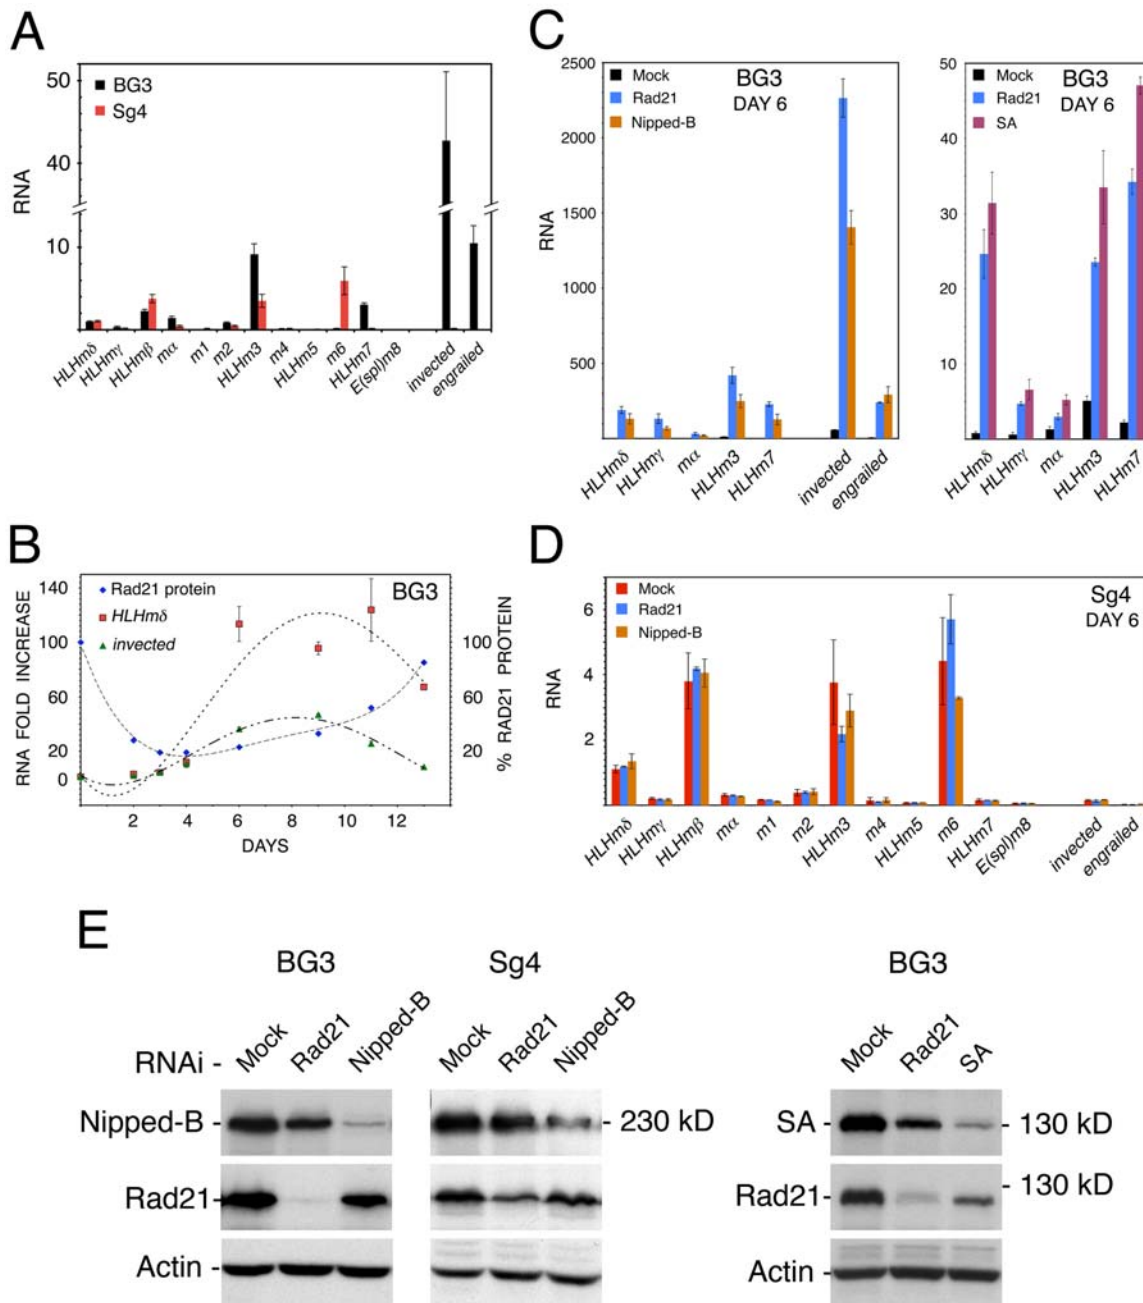 A
50
40
10
RNA
BG3
Sg4
HLHmδ
HLHmγ
HLHmβ
mα
m1
m2
HLHm3
m4
HLHm5
m6
HLHm7
E(spl)m8
invected
engrailed
B
BG3
140
100
60
20
0
RNA FOLD INCREASE
Rad21 protein
HLHmδ
invected
100
60
20
% RAD21 PROTEIN
2
4
6
8
10
12
DAYS
C
2500
2000
1500
1000
500
RNA
Mock
Rad21
Nipped-B
BG3
DAY 6
HLHmδ
HLHmγ
mα
HLHm3
HLHm7
invected
engrailed
50
40
30
20
10
Mock
Rad21
SA
BG3
DAY 6
HLHmδ
HLHmγ
mα
HLHm3
HLHm7
D
6
4
2
RNA
Mock
Rad21
Nipped-B
Sg4
DAY 6
HLHmδ
HLHmγ
HLHmβ
mα
m1
m2
HLHm3
m4
HLHm5
m6
HLHm7
E(spl)m8
invected
engrailed
E
BG3
Sg4
BG3
RNAi - Mock Rad21 Nipped-B Mock Rad21 Nipped-B Mock Rad21 SA
Nipped-B - - 230 kD SA - - 130 kD
Rad21 - Rad21 - - 130 kD
Actin - Actin -